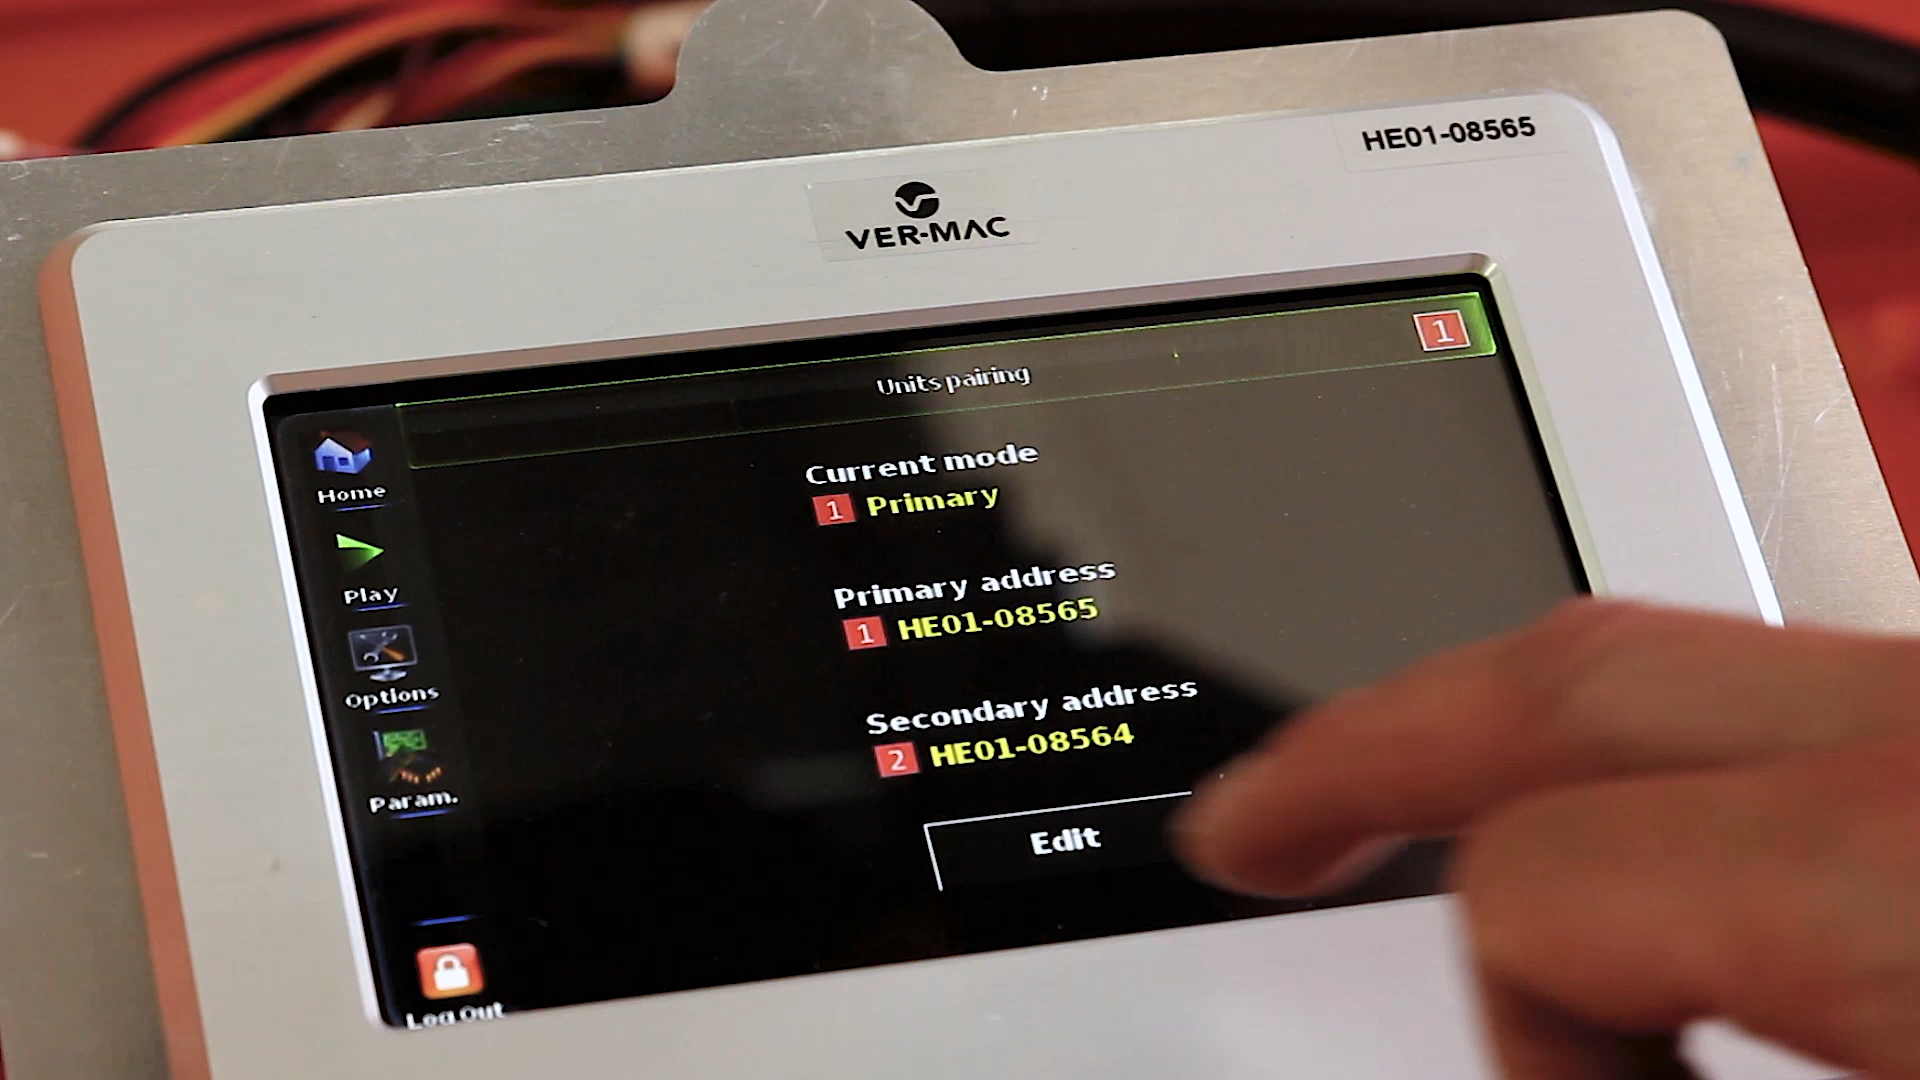 HE01-08565
VER-MAC
Units pairing
1
Home
Play
Options
Param.
Log Out
Current mode
1 Primary
Primary address
1 HE01-08565
Secondary address
2 HE01-08564
Edit